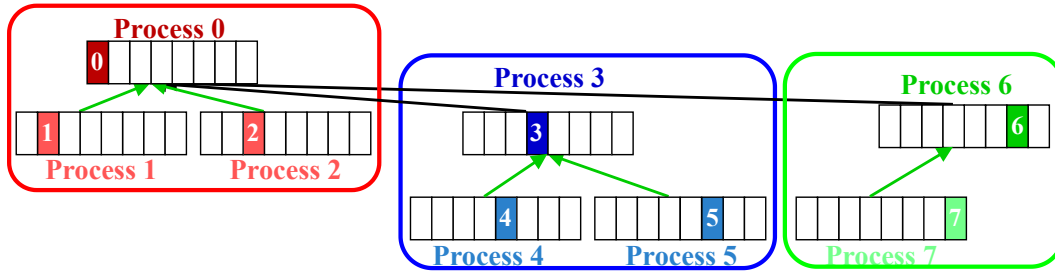 Process 0
0
1
2
Process 1
Process 2
Process 3
3
4
5
Process 4
Process 5
Process 6
6
7
Process 7